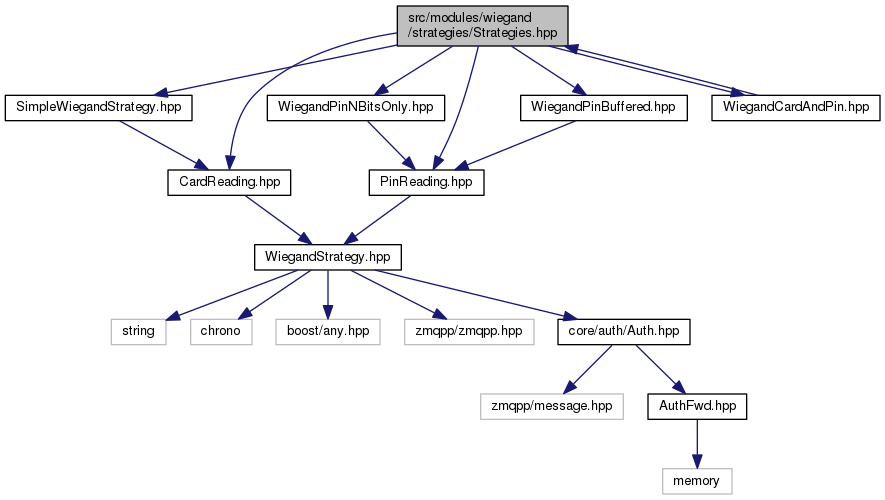 src/modules/wiegand
/strategies/Strategies.hpp
SimpleWiegandStrategy.hpp
WiegandPinNBitsOnly.hpp
WiegandPinBuffered.hpp
WiegandCardAndPin.hpp
CardReading.hpp
PinReading.hpp
WiegandStrategy.hpp
string
chrono
boost/any.hpp
zmqpp/zmqpp.hpp
core/auth/Auth.hpp
zmqpp/message.hpp
AuthFwd.hpp
memory